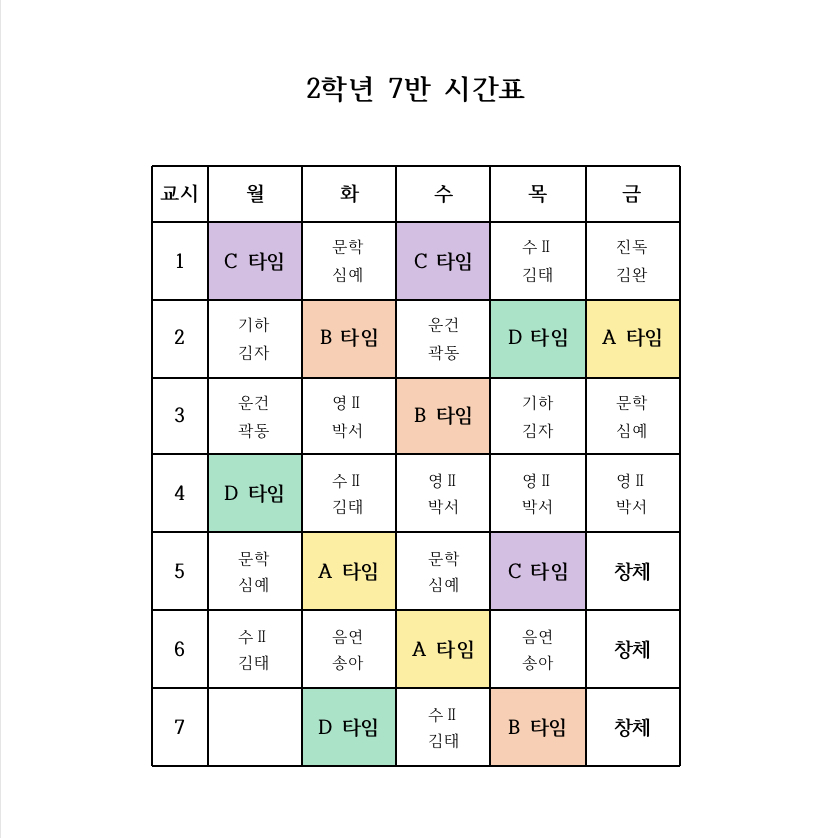 2학년 7반 시간표
교시 월 화 수 목 금
1 C 타임 문학 심예 C 타임 수Ⅱ 김태 진독 김완
2 기하 김자 B 타임 운건 곽동 D 타임 A 타임
3 운건 곽동 영Ⅱ 박서 B 타임 기하 김자 문학 심예
4 D 타임 수Ⅱ 김태 영Ⅱ 박서 영Ⅱ 박서 영Ⅱ 박서
5 문학 심예 A 타임 문학 심예 C 타임 창체
6 수Ⅱ 김태 음연 송아 A 타임 음연 송아 창체
7 D 타임 수Ⅱ 김태 B 타임 창체